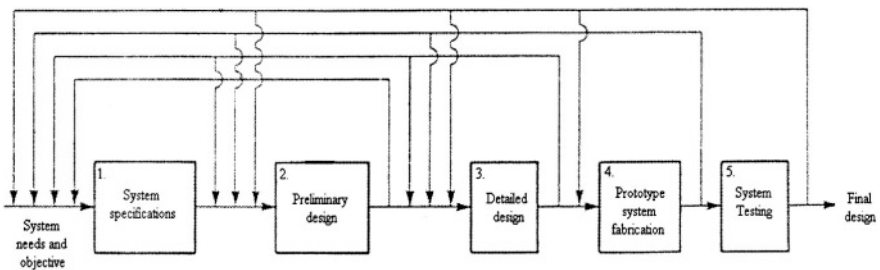 1.
System
specifications
2.
Preliminary
design
3.
Detailed
design
4.
Prototype
system
fabrication
5.
System
Testing
System
needs and
objective
Final
design